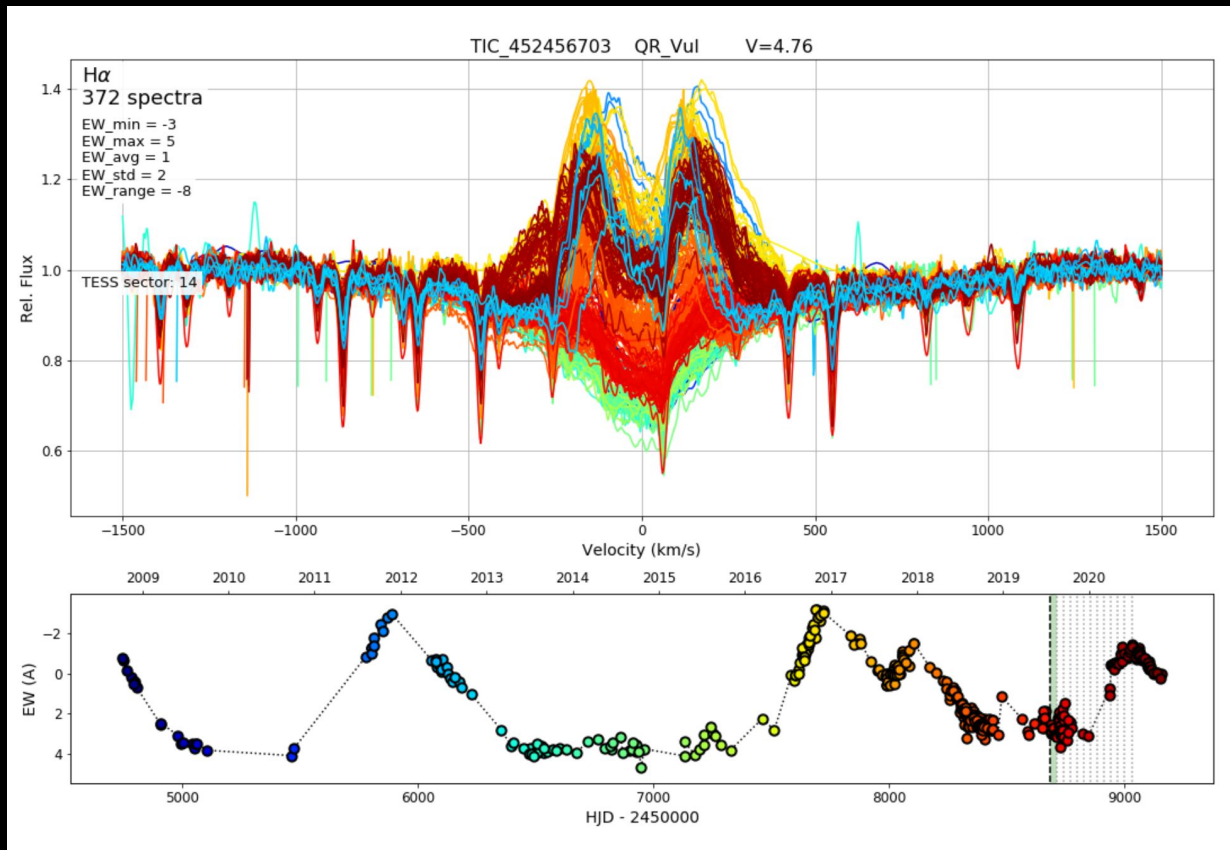 TIC_452456703 QR_Vul V=4.76
Hα
372 spectra
EW_min = -3
EW_max = 5
EW_avg = 1
EW_std = 2
EW_range = -8
TESS sector: 14
Rel. Flux
1.4
1.2
1.0
0.8
0.6
−1500 −1000 −500 0 500 1000 1500
Velocity (km/s)
2009 2010 2011 2012 2013 2014 2015 2016 2017 2018 2019 2020
EW (A)
−2
0
2
4
5000 6000 7000 8000 9000
HJD - 2450000